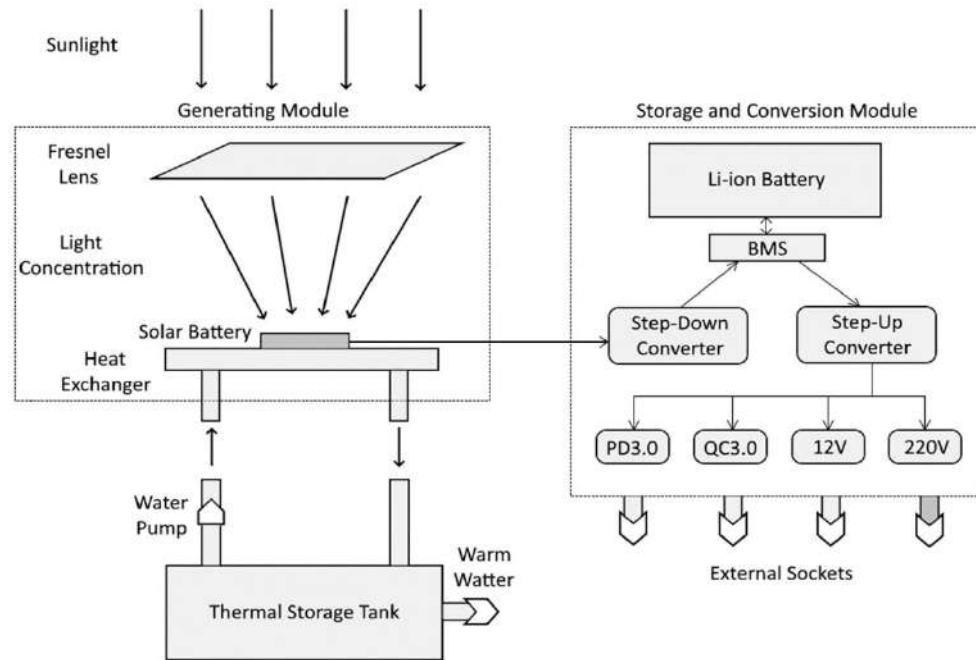 Sunlight
Generating Module
Fresnel
Lens
Light
Concentration
Solar Battery
Heat
Exchanger
Water
Pump
Warm
Watter
Thermal Storage Tank
Storage and Conversion Module
Li-ion Battery
BMS
Step-Down
Converter
Step-Up
Converter
PD3.0
QC3.0
12V
220V
External Sockets